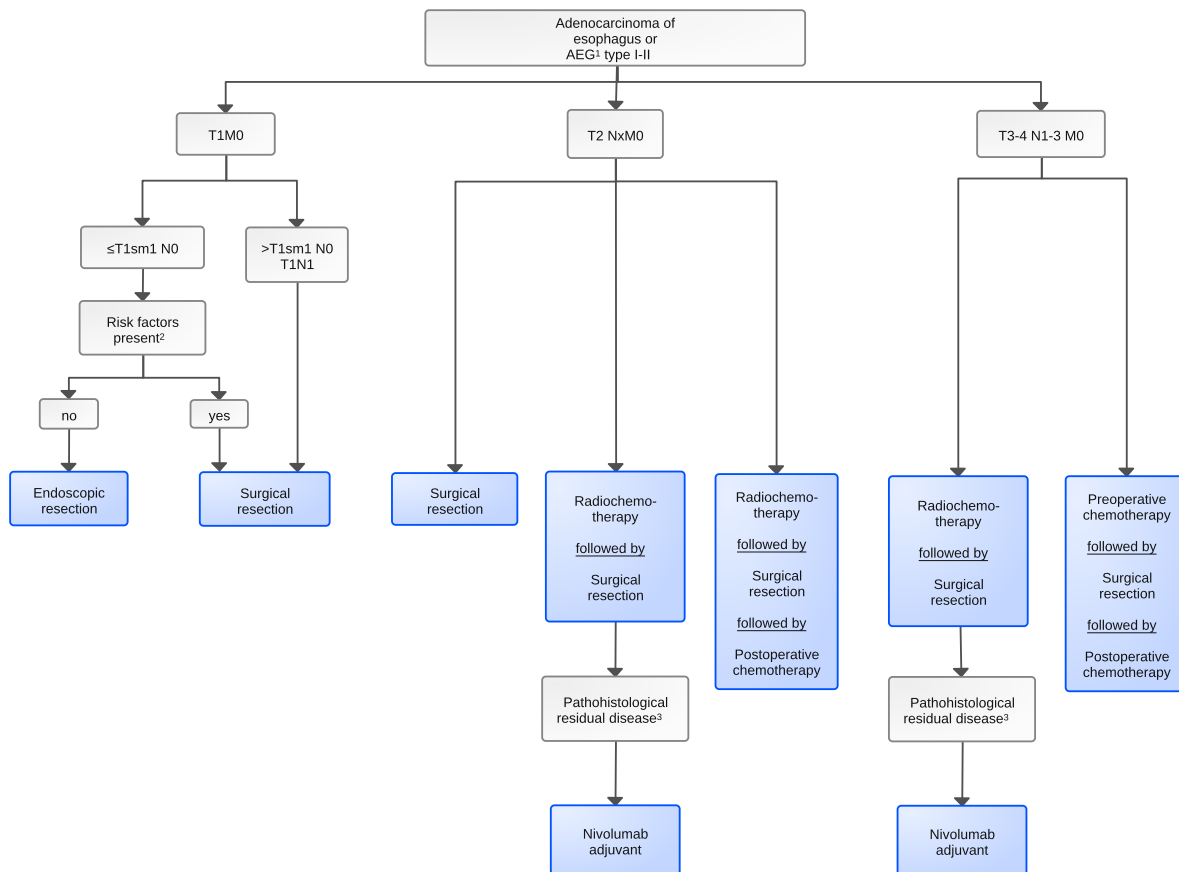 Adenocarcinoma of
esophagus or
AEG¹ type I-II
T1M0
T2 NxM0
T3-4 N1-3 M0
≤T1sm1 N0
>T1sm1 N0
T1N1
Risk factors
present²
no
yes
Endoscopic
resection
Surgical
resection
Surgical
resection
Radiochemo-
therapy
followed by
Surgical
resection
Radiochemo-
therapy
followed by
Surgical
resection
followed by
Postoperative
chemotherapy
Radiochemo-
therapy
followed by
Surgical
resection
Preoperative
chemotherapy
followed by
Surgical
resection
followed by
Postoperative
chemotherapy
Pathohistological
residual disease³
Pathohistological
residual disease³
Nivolumab
adjuvant
Nivolumab
adjuvant